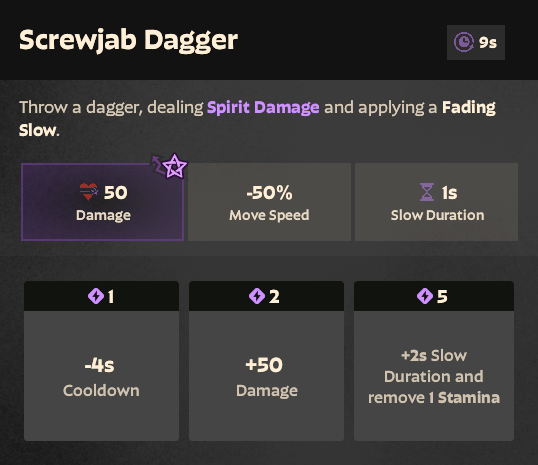 Screwjab Dagger
9s
Throw a dagger, dealing Spirit Damage and applying a Fading
Slow.
50
Damage
-50%
Move Speed
1s
Slow Duration
1
-4s
Cooldown
2
+50
Damage
5
+2s Slow
Duration and
remove 1 Stamina